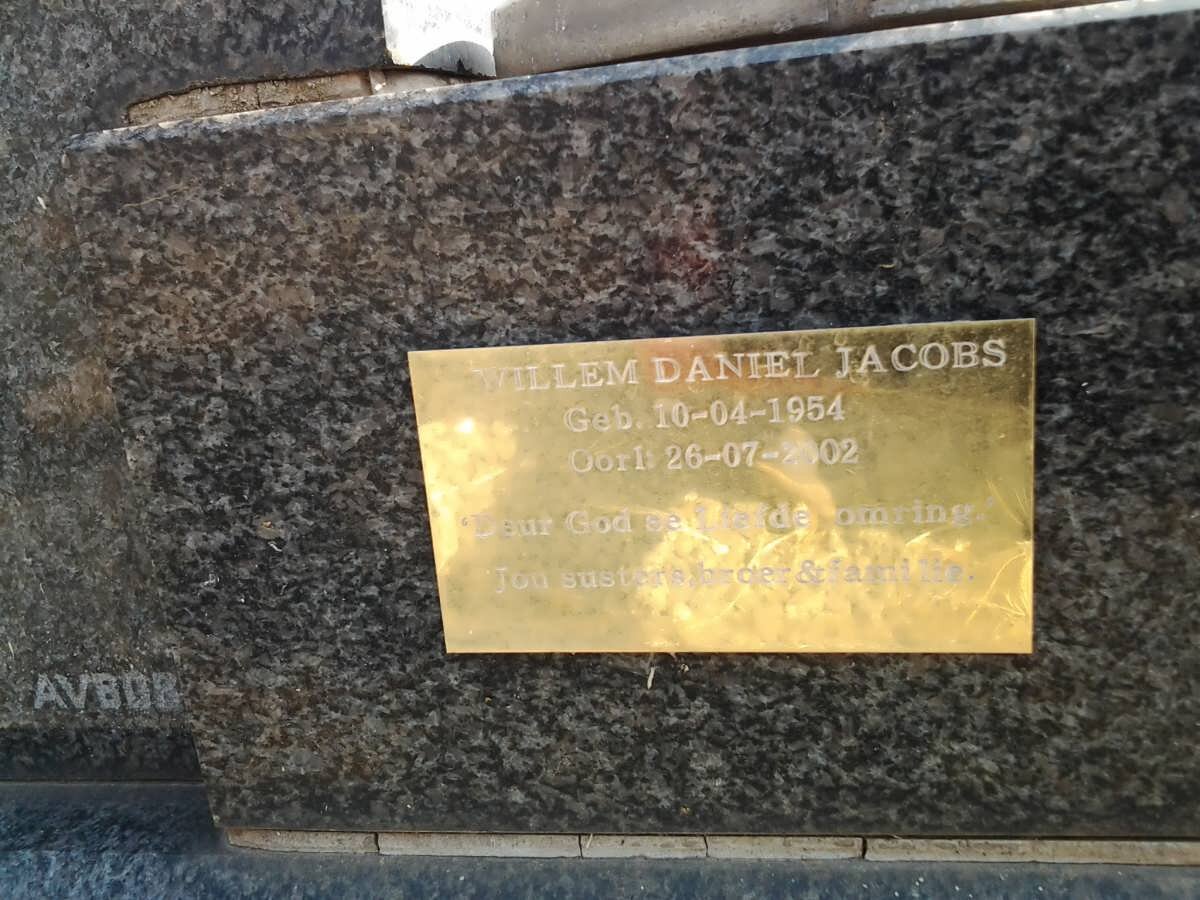 WILLEM DANIEL JACOBS
Geb. 10-04-1954
Oorl: 26-07-2002
'Deur God se Liefde omring.'
Jou susters,broer&familie.
AVBOB